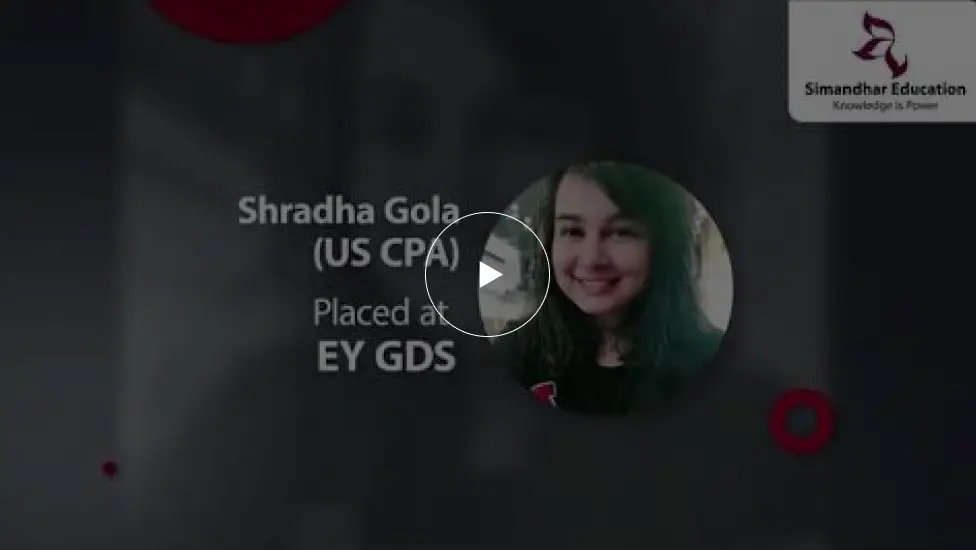 Simandhar Education
Knowledge is Power
Shradha Gola
(US CPA)
Placed at
EY GDS